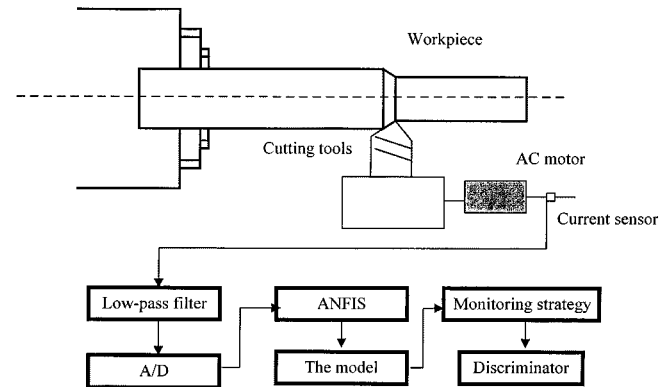 Workpiece
Cutting tools
AC motor
Current sensor
Low-pass filter
ANFIS
Monitoring strategy
A/D
The model
Discriminator